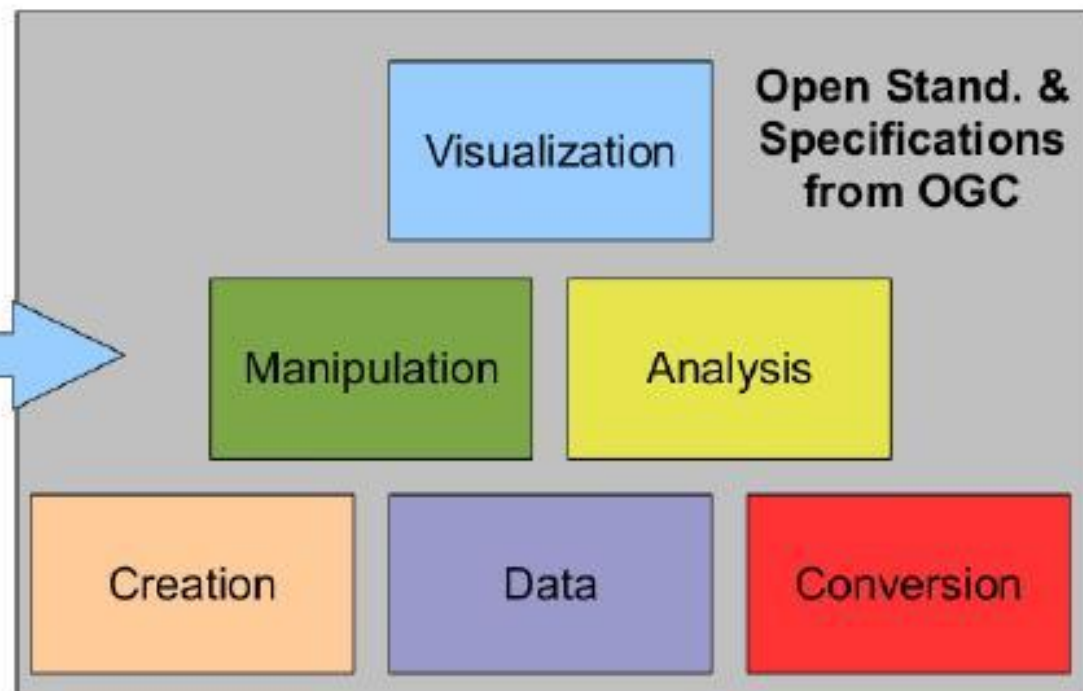 Visualization
Open Stand. &
Specifications
from OGC
Manipulation
Analysis
Creation
Data
Conversion